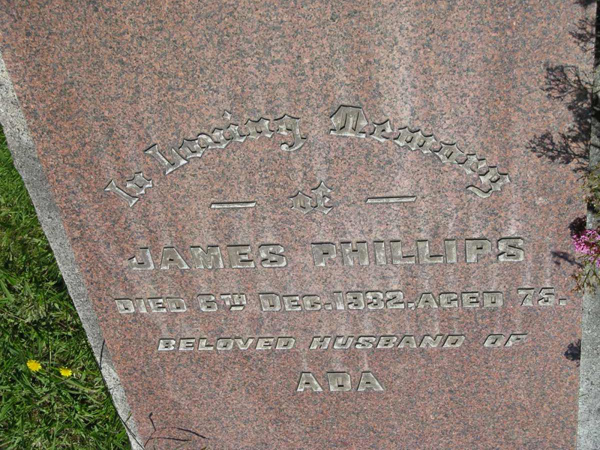 In Loving Memory
— of —
JAMES PHILLIPS
DIED 6TH DEC. 1932. AGED 75.
BELOVED HUSBAND OF
ADA